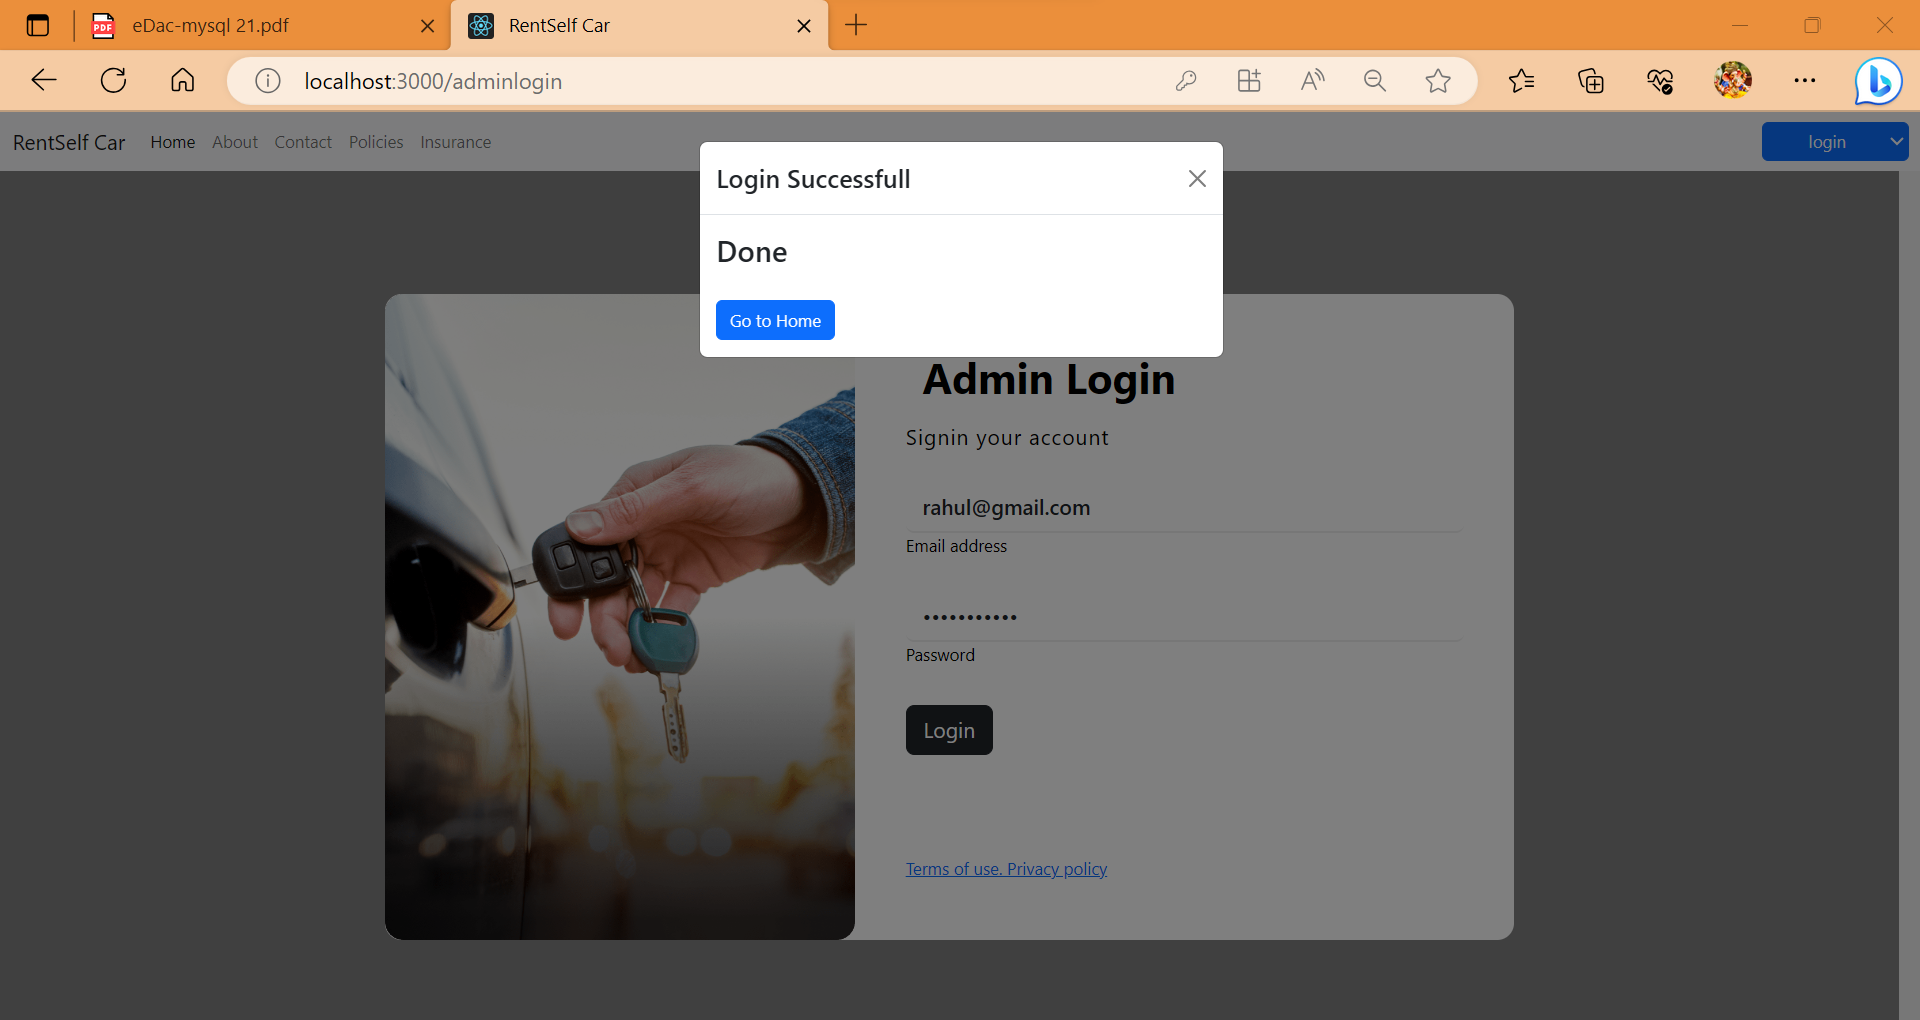 eDac-mysql 21.pdf
RentSelf Car
localhost:3000/adminlogin
RentSelf Car Home About Contact Policies Insurance login
Login Successfull
Done
Go to Home
Admin Login
Signin your account
rahul@gmail.com
Email address
•••••••••••
Password
Login
Terms of use. Privacy policy